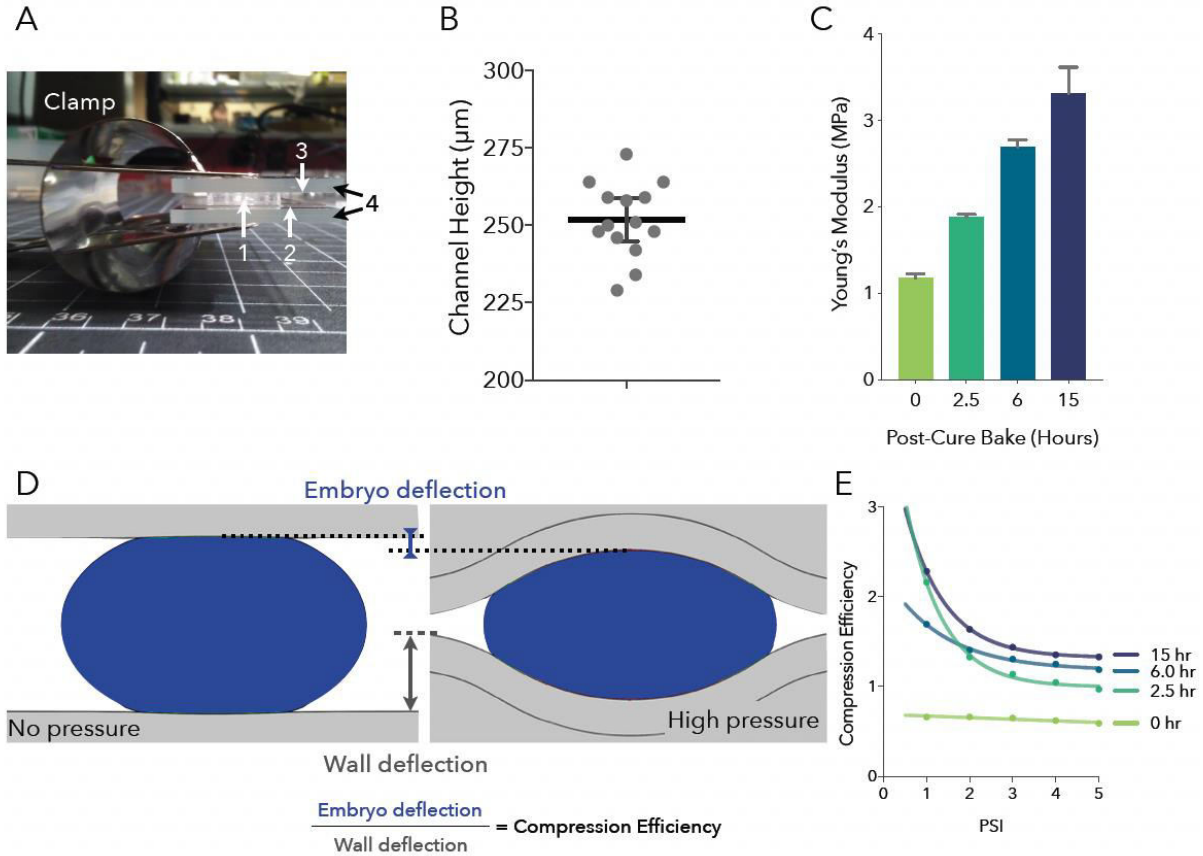 A
Clamp
3
4
1
2
36
37
38
39
B
Channel Height (µm)
300
275
250
225
200
C
Young's Modulus (MPa)
4
3
2
1
0
0 2.5 6 15
Post-Cure Bake (Hours)
D
Embryo deflection
No pressure
High pressure
Wall deflection
Embryo deflection
Wall deflection
= Compression Efficiency
E
Compression Efficiency
3
2
1
0
0 1 2 3 4 5
PSI
15 hr
6.0 hr
2.5 hr
0 hr